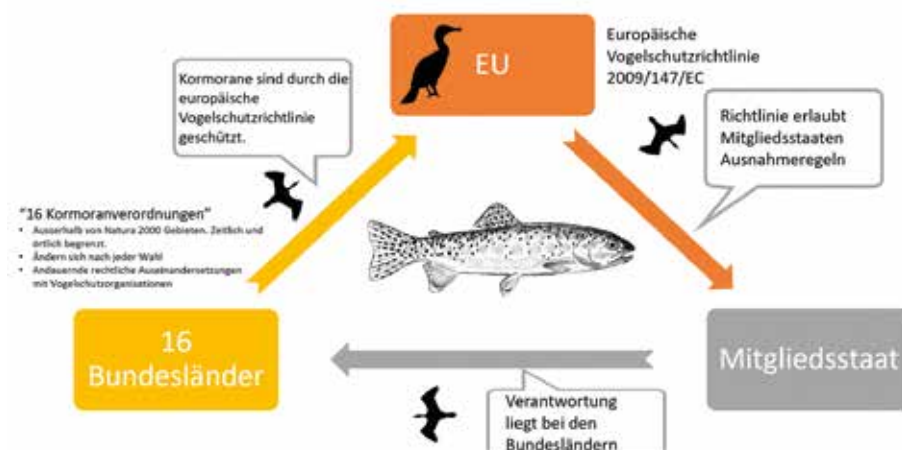 EU
Europäische
Vogelschutzrichtlinie
2009/147/EC
Kormorane sind durch die
europäische
Vogelschutzrichtlinie
geschützt.
Richtlinie erlaubt
Mitgliedsstaaten
Ausnahmeregeln
"16 Kormoranverordnungen"
• Ausserhalb von Natura 2000 Gebieten. Zeitlich und
örtlich begrenzt.
• Ändern sich nach jeder Wahl
• Andauernde rechtliche Auseinandersetzungen
mit Vogelschutzorganisationen
16
Bundesländer
Mitgliedsstaat
Verantwortung
liegt bei den
Bundesländern